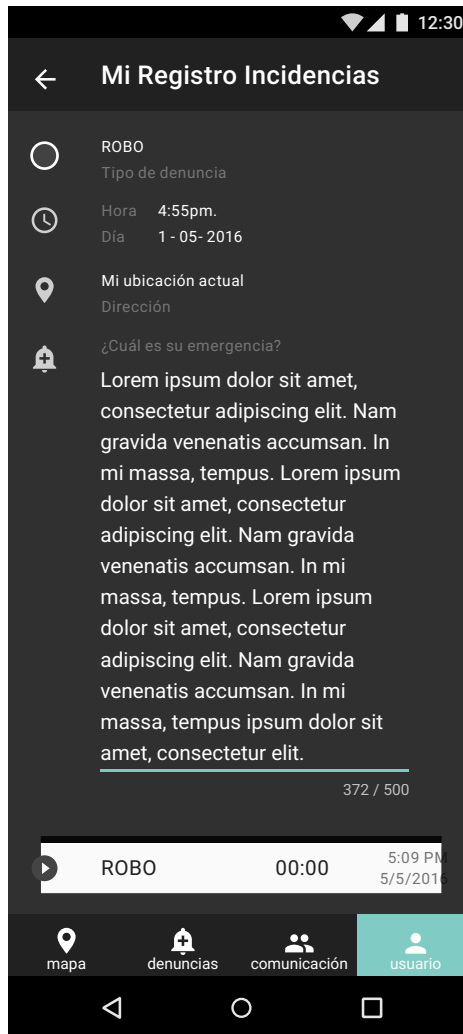 12:30
Mi Registro Incidencias
ROBO
Tipo de denuncia
Hora 4:55pm.
Día 1 - 05- 2016
Mi ubicación actual
Dirección
¿Cuál es su emergencia?
Lorem ipsum dolor sit amet,
consectetur adipiscing elit. Nam
gravida venenatis accumsan. In
mi massa, tempus. Lorem ipsum
dolor sit amet, consectetur
adipiscing elit. Nam gravida
venenatis accumsan. In mi
massa, tempus. Lorem ipsum
dolor sit amet, consectetur
adipiscing elit. Nam gravida
venenatis accumsan. In mi
massa, tempus ipsum dolor sit
amet, consectetur elit.
372 / 500
ROBO 00:00 5:09 PM
5/5/2016
mapa denuncias comunicación usuario